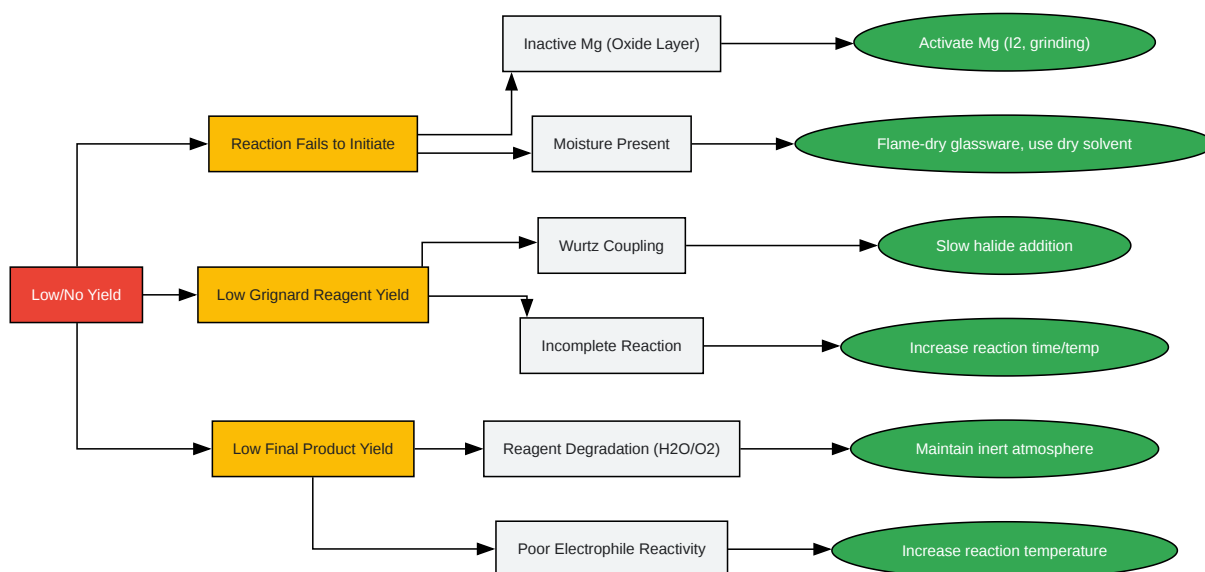 Inactive Mg (Oxide Layer)
Activate Mg (I2, grinding)
Reaction Fails to Initiate
Moisture Present
Flame-dry glassware, use dry solvent
Wurtz Coupling
Slow halide addition
Low/No Yield
Low Grignard Reagent Yield
Incomplete Reaction
Increase reaction time/temp
Low Final Product Yield
Reagent Degradation (H2O/O2)
Maintain inert atmosphere
Poor Electrophile Reactivity
Increase reaction temperature